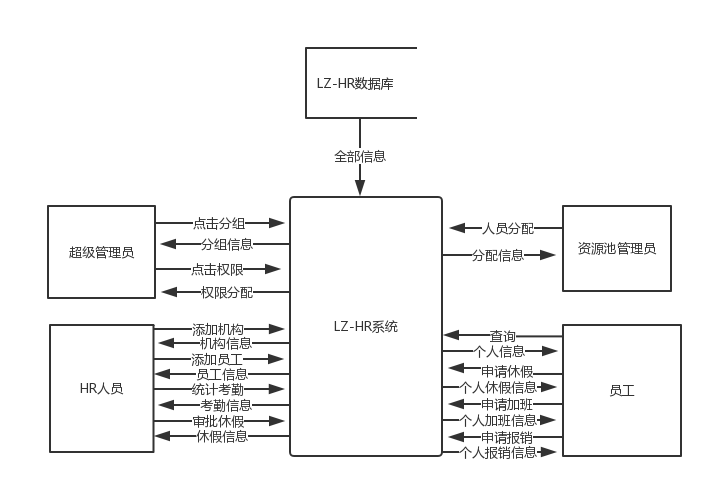 LZ-HR数据库
全部信息
点击分组
分组信息
点击权限
权限分配
超级管理员
人员分配
分配信息
资源池管理员
LZ-HR系统
添加机构
机构信息
添加员工
员工信息
统计考勤
考勤信息
审批休假
休假信息
HR人员
查询
个人信息
申请休假
个人休假信息
申请加班
个人加班信息
申请报销
个人报销信息
员工